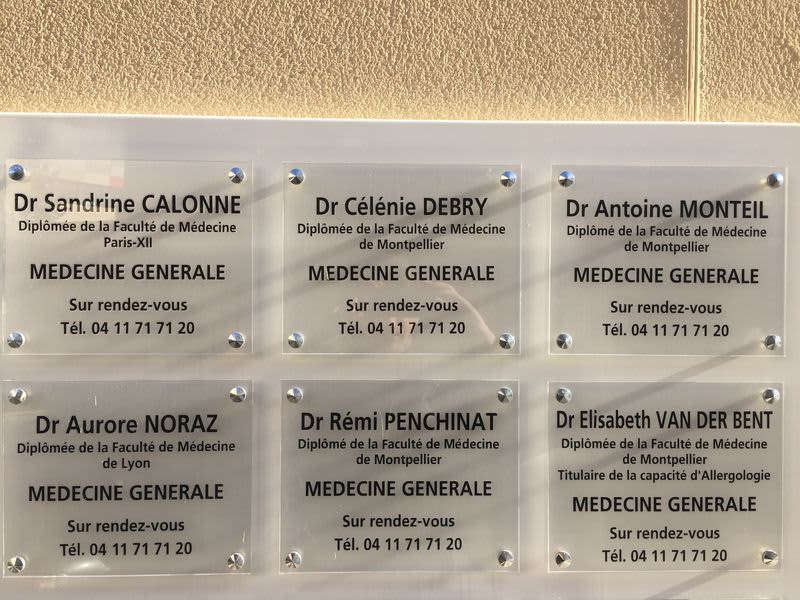 Dr Sandrine CALONNE
Diplômée de la Faculté de Médecine
Paris-XII
MEDECINE GENERALE
Sur rendez-vous
Tél. 04 11 71 71 20
Dr Célénie DEBRY
Diplômée de la Faculté de Médecine
de Montpellier
MEDECINE GENERALE
Sur rendez-vous
Tél. 04 11 71 71 20
Dr Antoine MONTEIL
Diplômé de la Faculté de Médecine
de Montpellier
MEDECINE GENERALE
Sur rendez-vous
Tél. 04 11 71 71 20
Dr Aurore NORAZ
Diplômée de la Faculté de Médecine
de Lyon
MEDECINE GENERALE
Sur rendez-vous
Tél. 04 11 71 71 20
Dr Rémi PENCHINAT
Diplômé de la Faculté de Médecine
de Montpellier
MEDECINE GENERALE
Sur rendez-vous
Tél. 04 11 71 71 20
Dr Elisabeth VAN DER BENT
Diplômée de la Faculté de Médecine
de Montpellier
Titulaire de la capacité d'Allergologie
MEDECINE GENERALE
Sur rendez-vous
Tél. 04 11 71 71 20